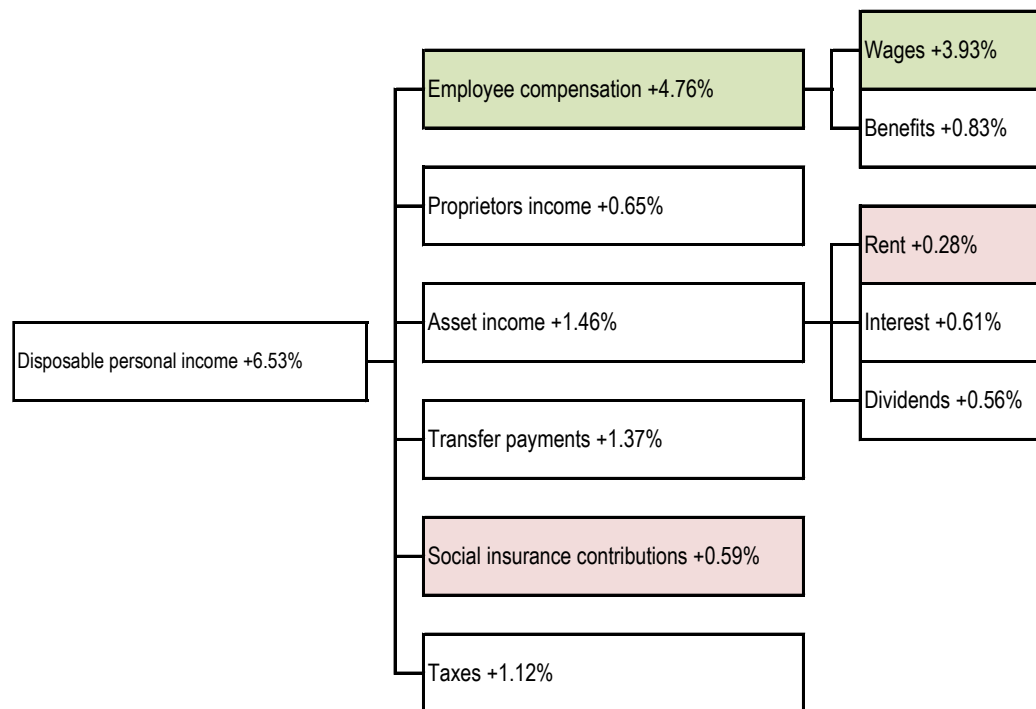 Disposable personal income +6.53%
Employee compensation +4.76%
Wages +3.93%
Benefits +0.83%
Proprietors income +0.65%
Asset income +1.46%
Rent +0.28%
Interest +0.61%
Dividends +0.56%
Transfer payments +1.37%
Social insurance contributions +0.59%
Taxes +1.12%